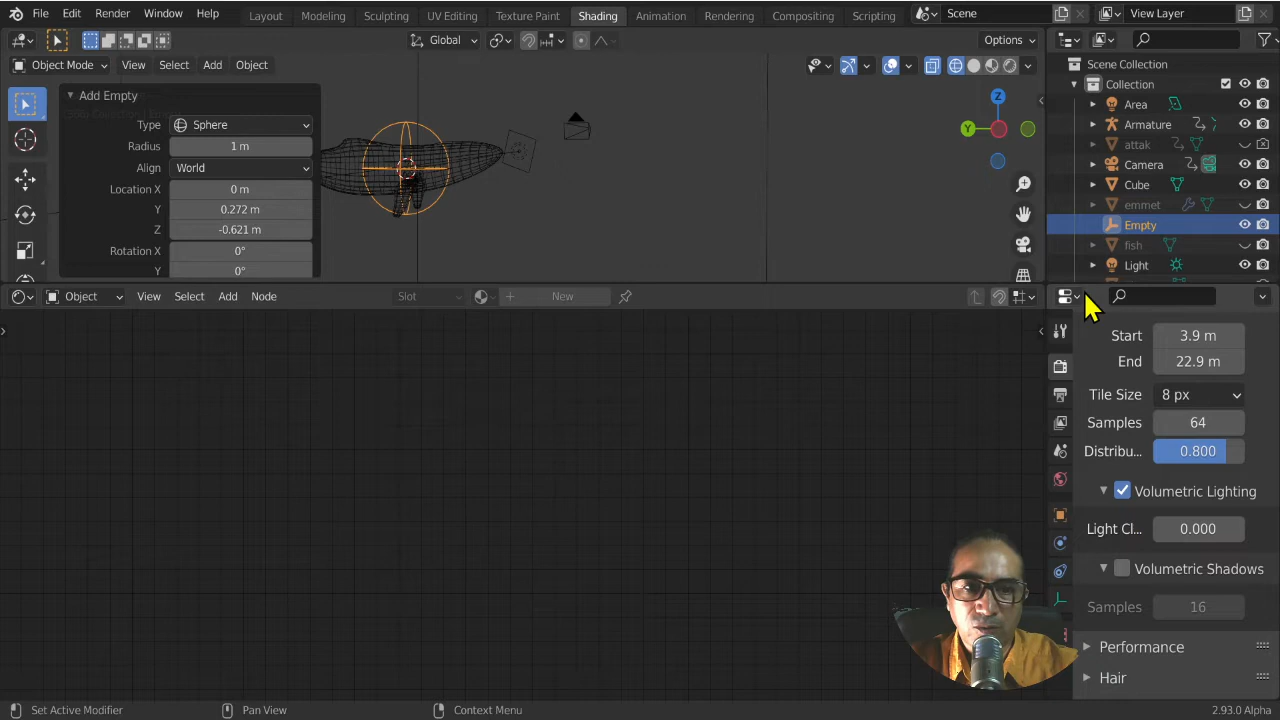 File Edit Render Window Help Layout Modeling Sculpting UV Editing Texture Paint Shading Animation Rendering Compositing Scripting Scene View Layer
Global Options
Object Mode View Select Add Object
Scene Collection
Collection
Add Empty
Type Sphere
Radius 1 m
Align World
Location X 0 m
Y 0.272 m
Z -0.621 m
Rotation X 0°
Y 0°
Z
Y
Area
Armature
attak
Camera
Cube
emmet
Empty
fish
Light
Object View Select Add Node Slot New
Start 3.9 m
End 22.9 m
Tile Size 8 px
Samples 64
Distribu... 0.800
Volumetric Lighting
Light Cl... 0.000
Volumetric Shadows
Samples 16
Performance
Hair
Set Active Modifier Pan View Context Menu 2.93.0 Alpha